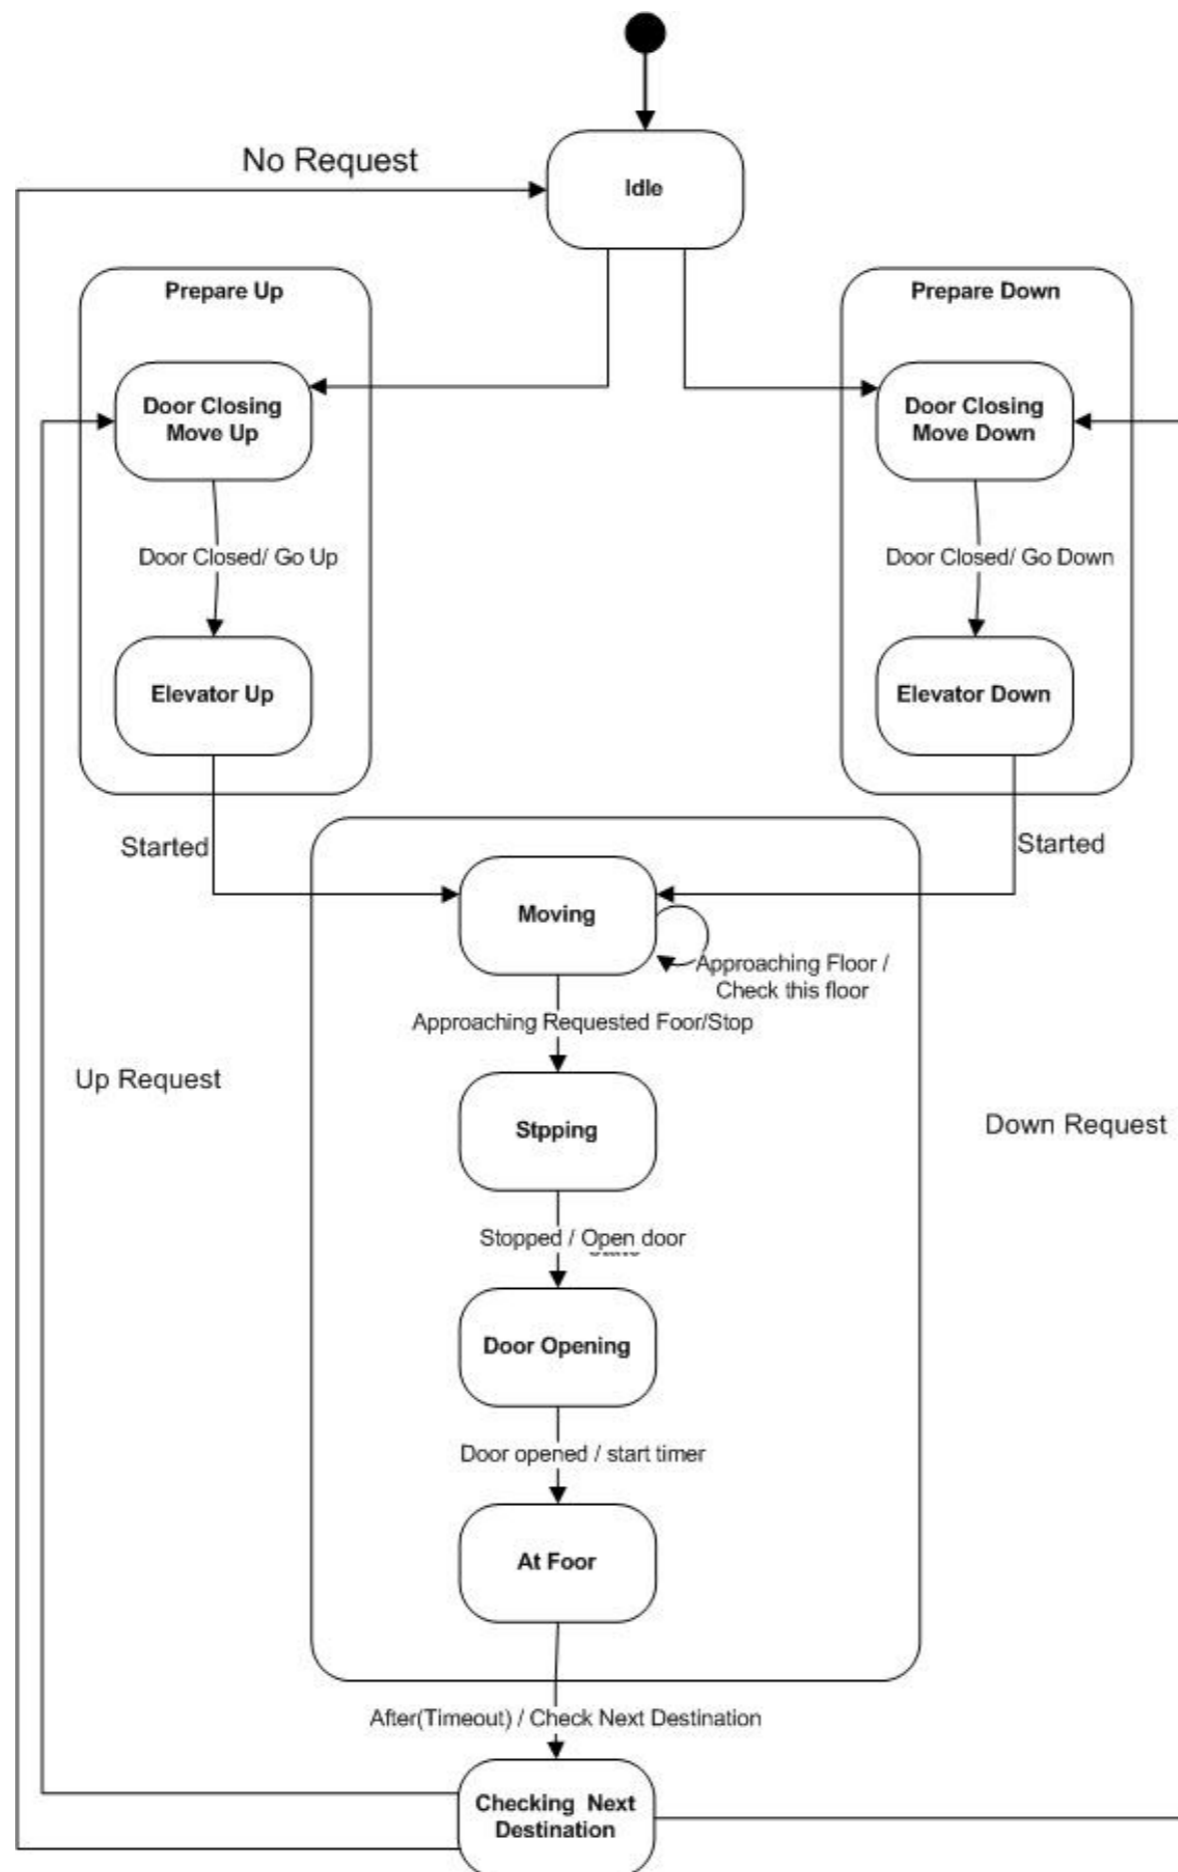 No Request
Idle
Prepare Up
Prepare Down
Door Closing
Move Up
Door Closing
Move Down
Door Closed/ Go Up
Door Closed/ Go Down
Elevator Up
Elevator Down
Started
Started
Moving
Approaching Floor /
Check this floor
Approaching Requested Foor/Stop
Up Request
Stpping
Down Request
Stopped / Open door
Door Opening
Door opened / start timer
At Foor
After(Timeout) / Check Next Destination
Checking Next
Destination